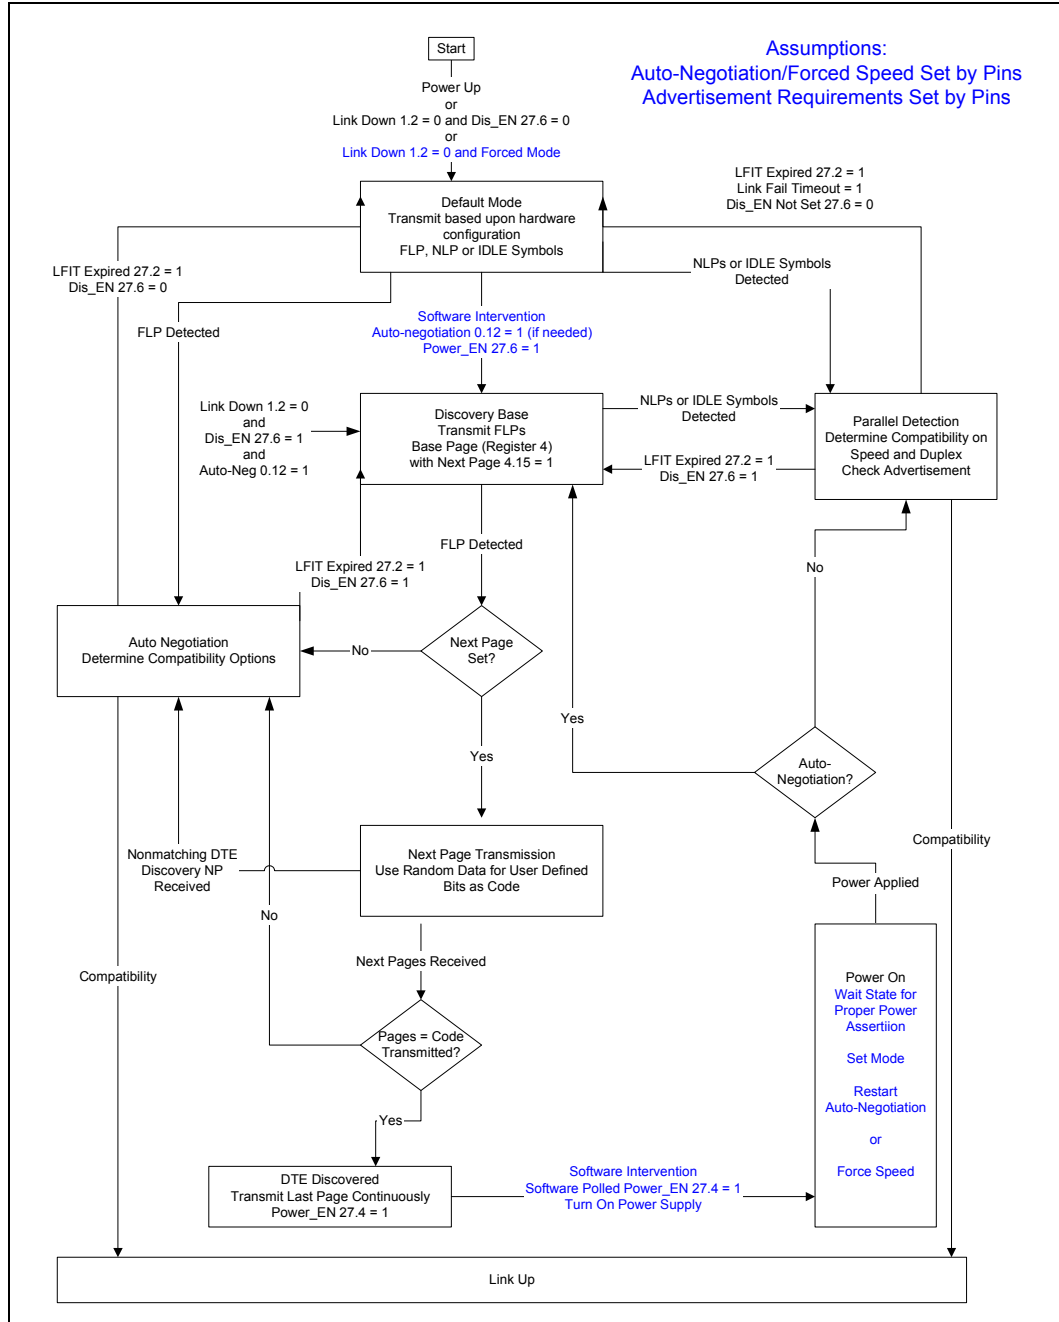 Start
Assumptions:
Auto-Negotiation/Forced Speed Set by Pins
Advertisement Requirements Set by Pins
Power Up
or
Link Down 1.2 = 0 and Dis_EN 27.6 = 0
or
Link Down 1.2 = 0 and Forced Mode
LFIT Expired 27.2 = 1
Link Fail Timeout = 1
Dis_EN Not Set 27.6 = 0
Default Mode
Transmit based upon hardware
configuration
FLP, NLP or IDLE Symbols
LFIT Expired 27.2 = 1
Dis_EN 27.6 = 0
NLPs or IDLE Symbols
Detected
FLP Detected
Software Intervention
Auto-negotiation 0.12 = 1 (if needed)
Power_EN 27.6 = 1
Link Down 1.2 = 0
and
Dis_EN 27.6 = 1
and
Auto-Neg 0.12 = 1
Discovery Base
Transmit FLPs
Base Page (Register 4)
with Next Page 4.15 = 1
NLPs or IDLE Symbols
Detected
LFIT Expired 27.2 = 1
Dis_EN 27.6 = 1
Parallel Detection
Determine Compatibility on
Speed and Duplex
Check Advertisement
FLP Detected
LFIT Expired 27.2 = 1
Dis_EN 27.6 = 1
No
Auto Negotiation
Determine Compatibility Options
No
Next Page
Set?
Yes
Yes
Auto-
Negotiation?
Nonmatching DTE
Discovery NP
Received
Next Page Transmission
Use Random Data for User Defined
Bits as Code
Compatibility
Power Applied
No
Next Pages Received
Compatibility
Pages = Code
Transmitted?
Power On
Wait State for
Proper Power
Assertiion
Set Mode
Restart
Auto-Negotiation
or
Force Speed
Yes
DTE Discovered
Transmit Last Page Continuously
Power_EN 27.4 = 1
Software Intervention
Software Polled Power_EN 27.4 = 1
Turn On Power Supply
Link Up